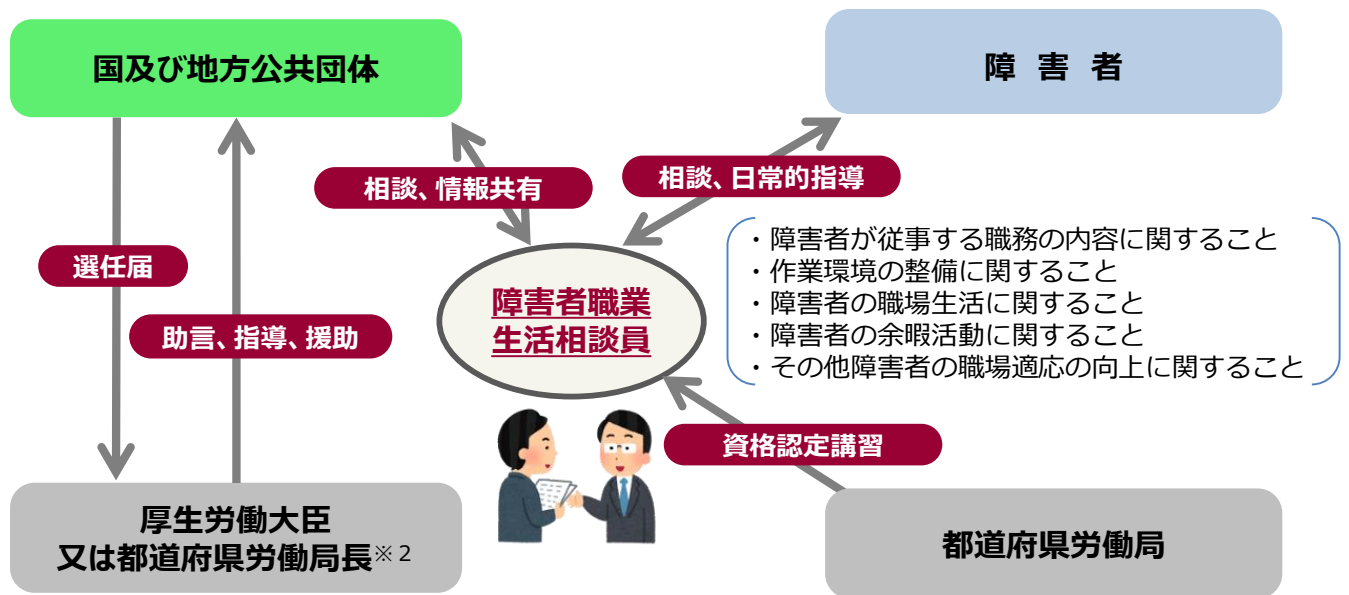 国及び地方公共団体
障 害 者
相談、情報共有
相談、日常的指導
選任届
助言、指導、援助
障害者職業
生活相談員
・障害者が従事する職務の内容に関すること
・作業環境の整備に関すること
・障害者の職場生活に関すること
・障害者の余暇活動に関すること
・その他障害者の職場適応の向上に関すること
資格認定講習
厚生労働大臣
又は都道府県労働局長※2
都道府県労働局